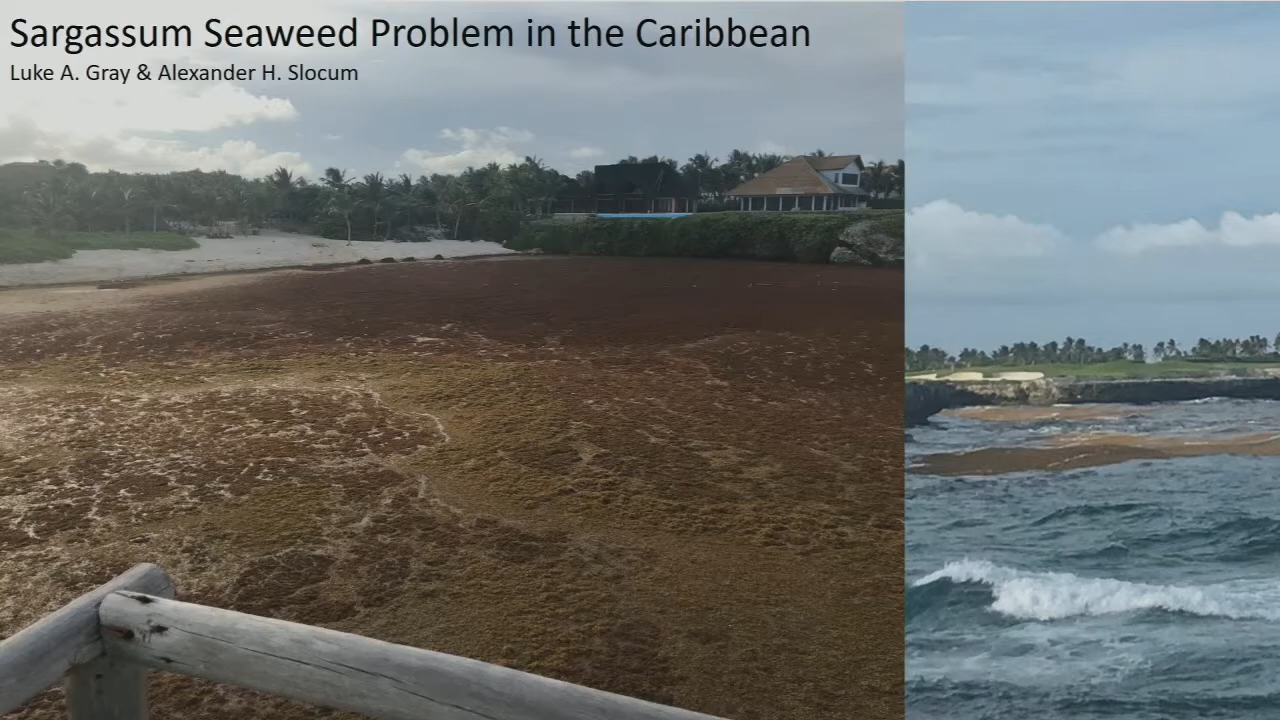 Sargassum Seaweed Problem in the Caribbean
Luke A. Gray & Alexander H. Slocum